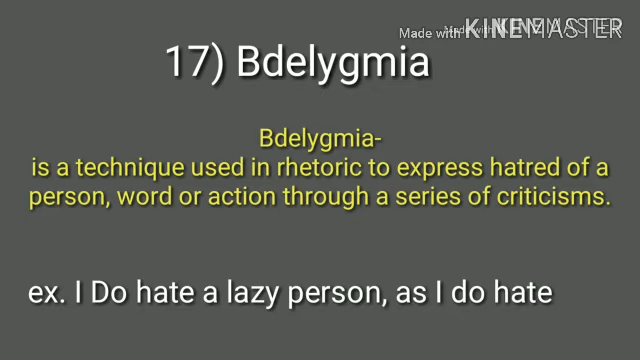 Made with KINEMASTER
17) Bdelygmia
Bdelygmia-
is a technique used in rhetoric to express hatred of a
person, word or action through a series of criticisms.
ex. I Do hate a lazy person, as I do hate